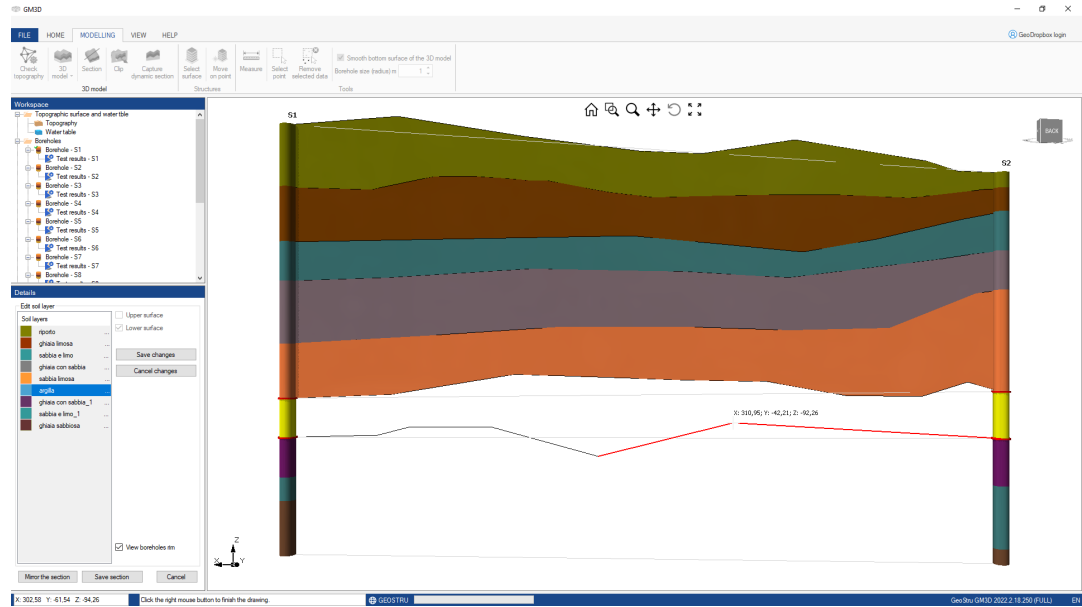 GM3D
FILE HOME MODELLING VIEW HELP
GeoDropbox login
Check topography
3D model
Section
Clip
Capture dynamic section
Select surface
Move on point
Measure
Select point
Remove selected data
Smooth bottom surface of the 3D model
Borehole size (radius) m 1
3D model
Structures
Tools
Workspace
Topographic surface and water tble
Topography
Water table
Boreholes
Borehole - S1
Test results - S1
Borehole - S2
Test results - S2
Borehole - S3
Test results - S3
Borehole - S4
Test results - S4
Borehole - S5
Test results - S5
Borehole - S6
Test results - S6
Borehole - S7
Test results - S7
Borehole - S8
Details
Edit soil layer
Soil layers
riporto ...
ghiaia limosa ...
sabbia e limo ...
ghiaia con sabbia ...
sabbia limosa ...
argilla ...
ghiaia con sabbia_1 ...
sabbia e limo_1 ...
ghiaia sabbiosa ...
Upper surface
Lower surface
Save changes
Cancel changes
View boreholes rim
Mirror the section
Save section
Cancel
S1
S2
BACK
X: 310,95; Y: -42,21; Z: -92,26
Z
X
Y
X: 302,58 Y: -61,54 Z: -94,26
Click the right mouse button to finish the drawing.
GEOSTRU
GeoStru GM3D 2022.2.18.250 (FULL)
EN